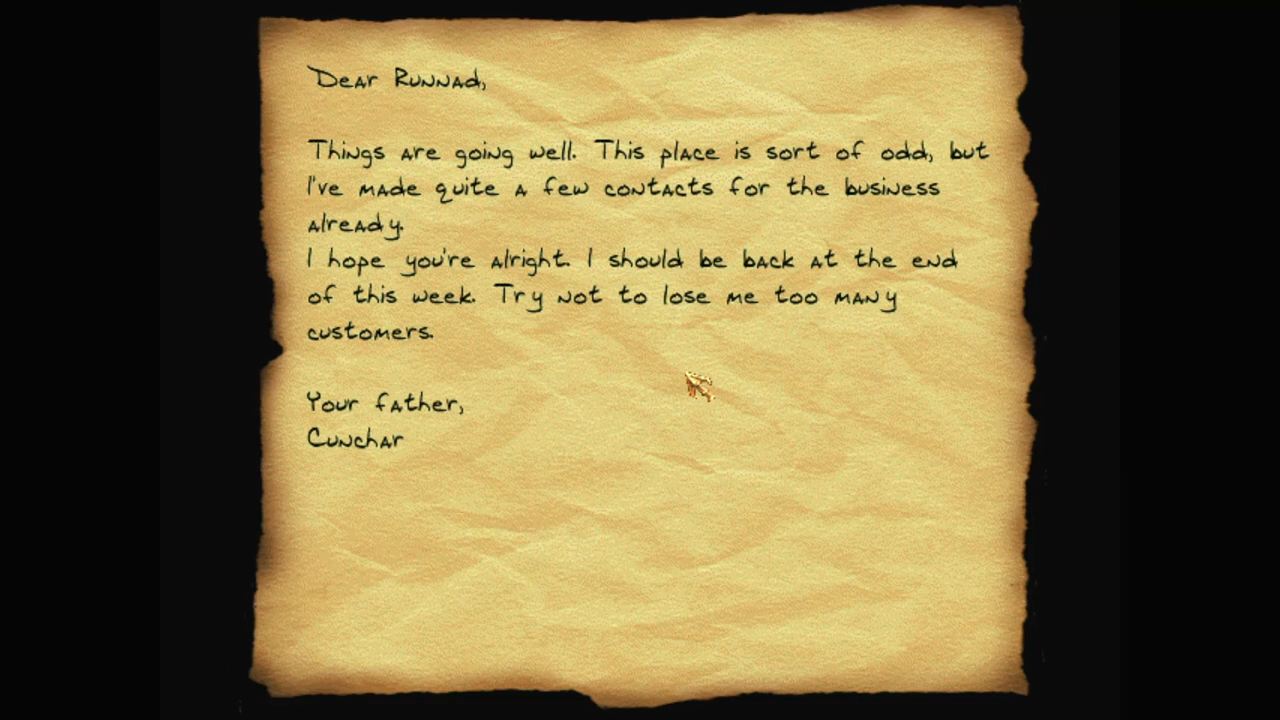 Dear Runnad,
Things are going well. This place is sort of odd, but
I've made quite a few contacts for the business
already.
I hope you're alright. I should be back at the end
of this week. Try not to lose me too many
customers.
Your father,
Cunchar